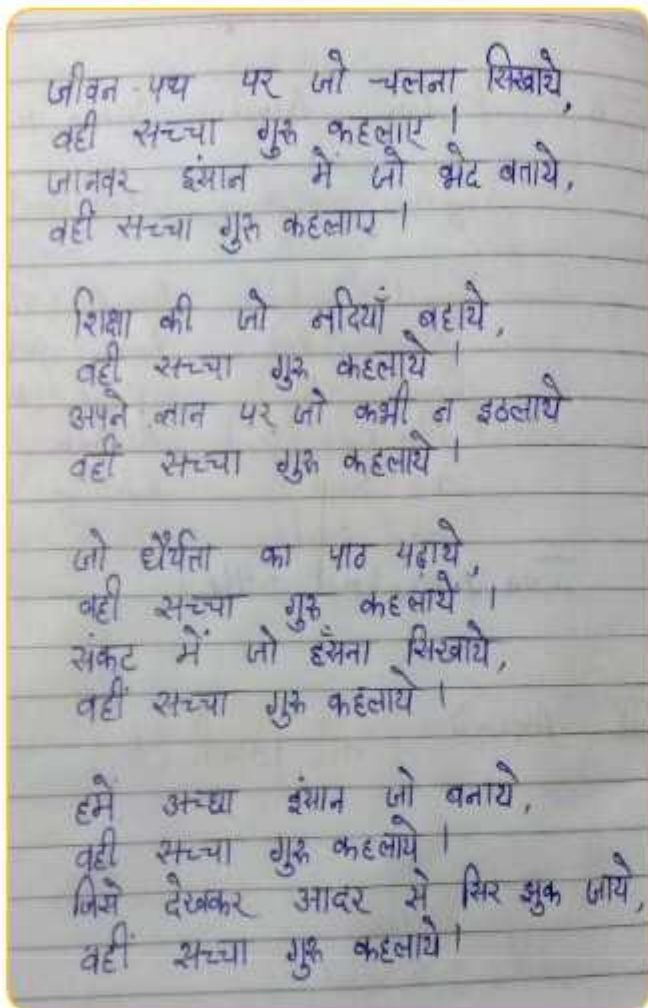 जीवन-पथ पर जो चलना सिखाये,
वही सच्चा गुरु कहलाए।
जानवर इंसान में जो भेद बताये,
वही सच्चा गुरु कहलाए।
शिक्षा की जो नदियाँ बहाये,
वही सच्चा गुरु कहलाये।
अपने ज्ञान पर जो कभी न इठलाये
वहीं सच्चा गुरु कहलाये।
जो धैर्यता का पाठ पढ़ाये,
वही सच्चा गुरु कहलाये।
संकट में जो हँसना सिखाये,
वहीं सच्चा गुरु कहलाये।
हमें अच्छा इंसान जो बनाये,
वही सच्चा गुरु कहलाये।
जिसे देखकर आदर से सिर झुक जाये,
वहीं सच्चा गुरु कहलाये।